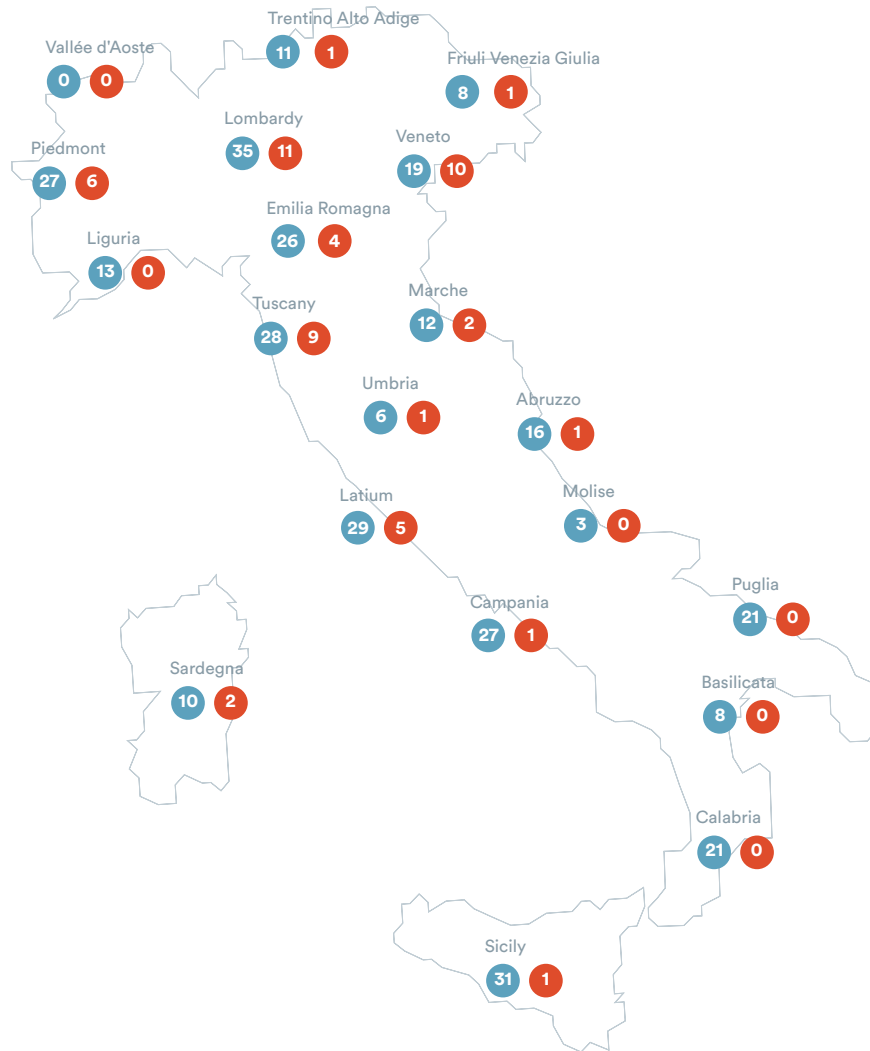 Trentino Alto Adige
11 1
Vallée d'Aoste
0 0
Friuli Venezia Giulia
8 1
Lombardy
35 11
Veneto
19 10
Piedmont
27 6
Emilia Romagna
26 4
Liguria
13 0
Marche
12 2
Tuscany
28 9
Umbria
6 1
Abruzzo
16 1
Latium
29 5
Molise
3 0
Puglia
21 0
Campania
27 1
Sardegna
10 2
Basilicata
8 0
Calabria
21 0
Sicily
31 1